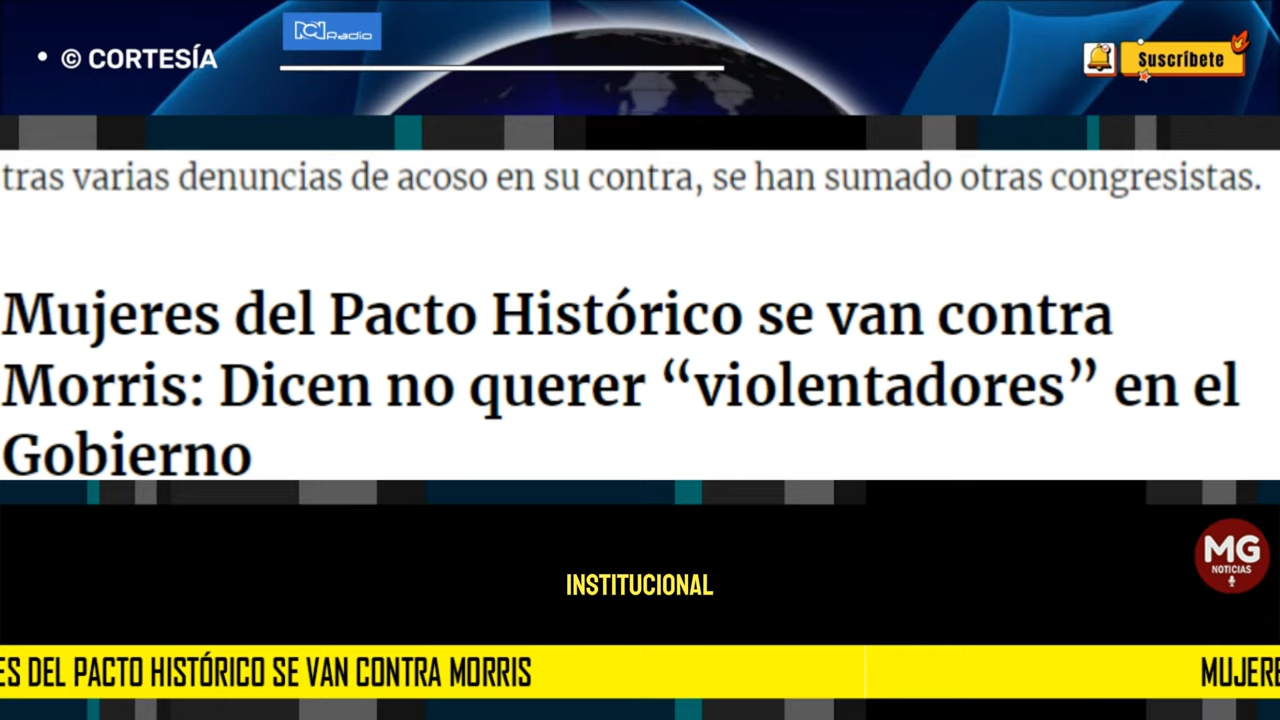 • © CORTESÍA
RCN Radio
Suscríbete
tras varias denuncias de acoso en su contra, se han sumado otras congresistas.
Mujeres del Pacto Histórico se van contra
Morris: Dicen no querer “violentadores” en el
Gobierno
MG
NOTICIAS
INSTITUCIONAL
ES DEL PACTO HISTÓRICO SE VAN CONTRA MORRIS
MUJERE